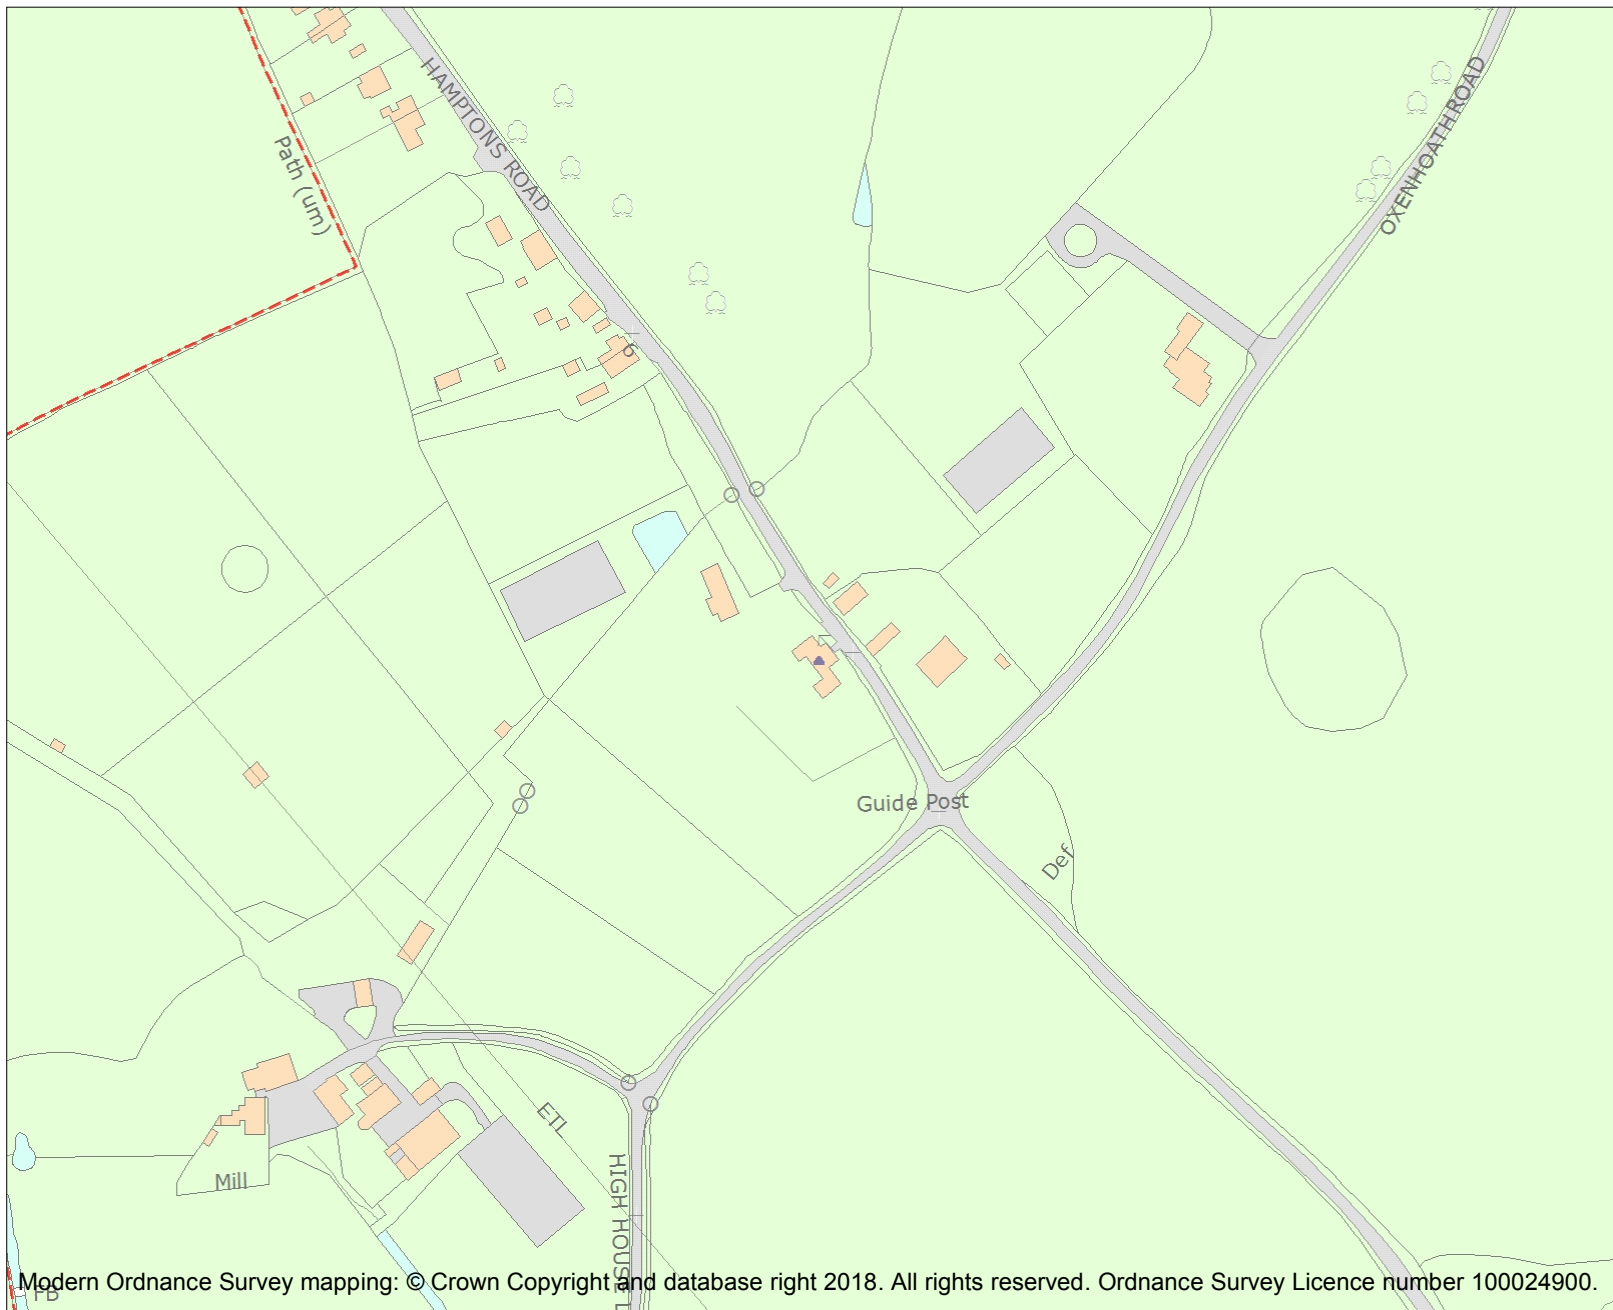 HAMPTONS ROAD
OXENHOATH ROAD
Path (um)
Guide Post
Def
ETL
Mill
HIGH HOUSE L
FB
Modern Ordnance Survey mapping: © Crown Copyright and database right 2018. All rights reserved. Ordnance Survey Licence number 100024900.